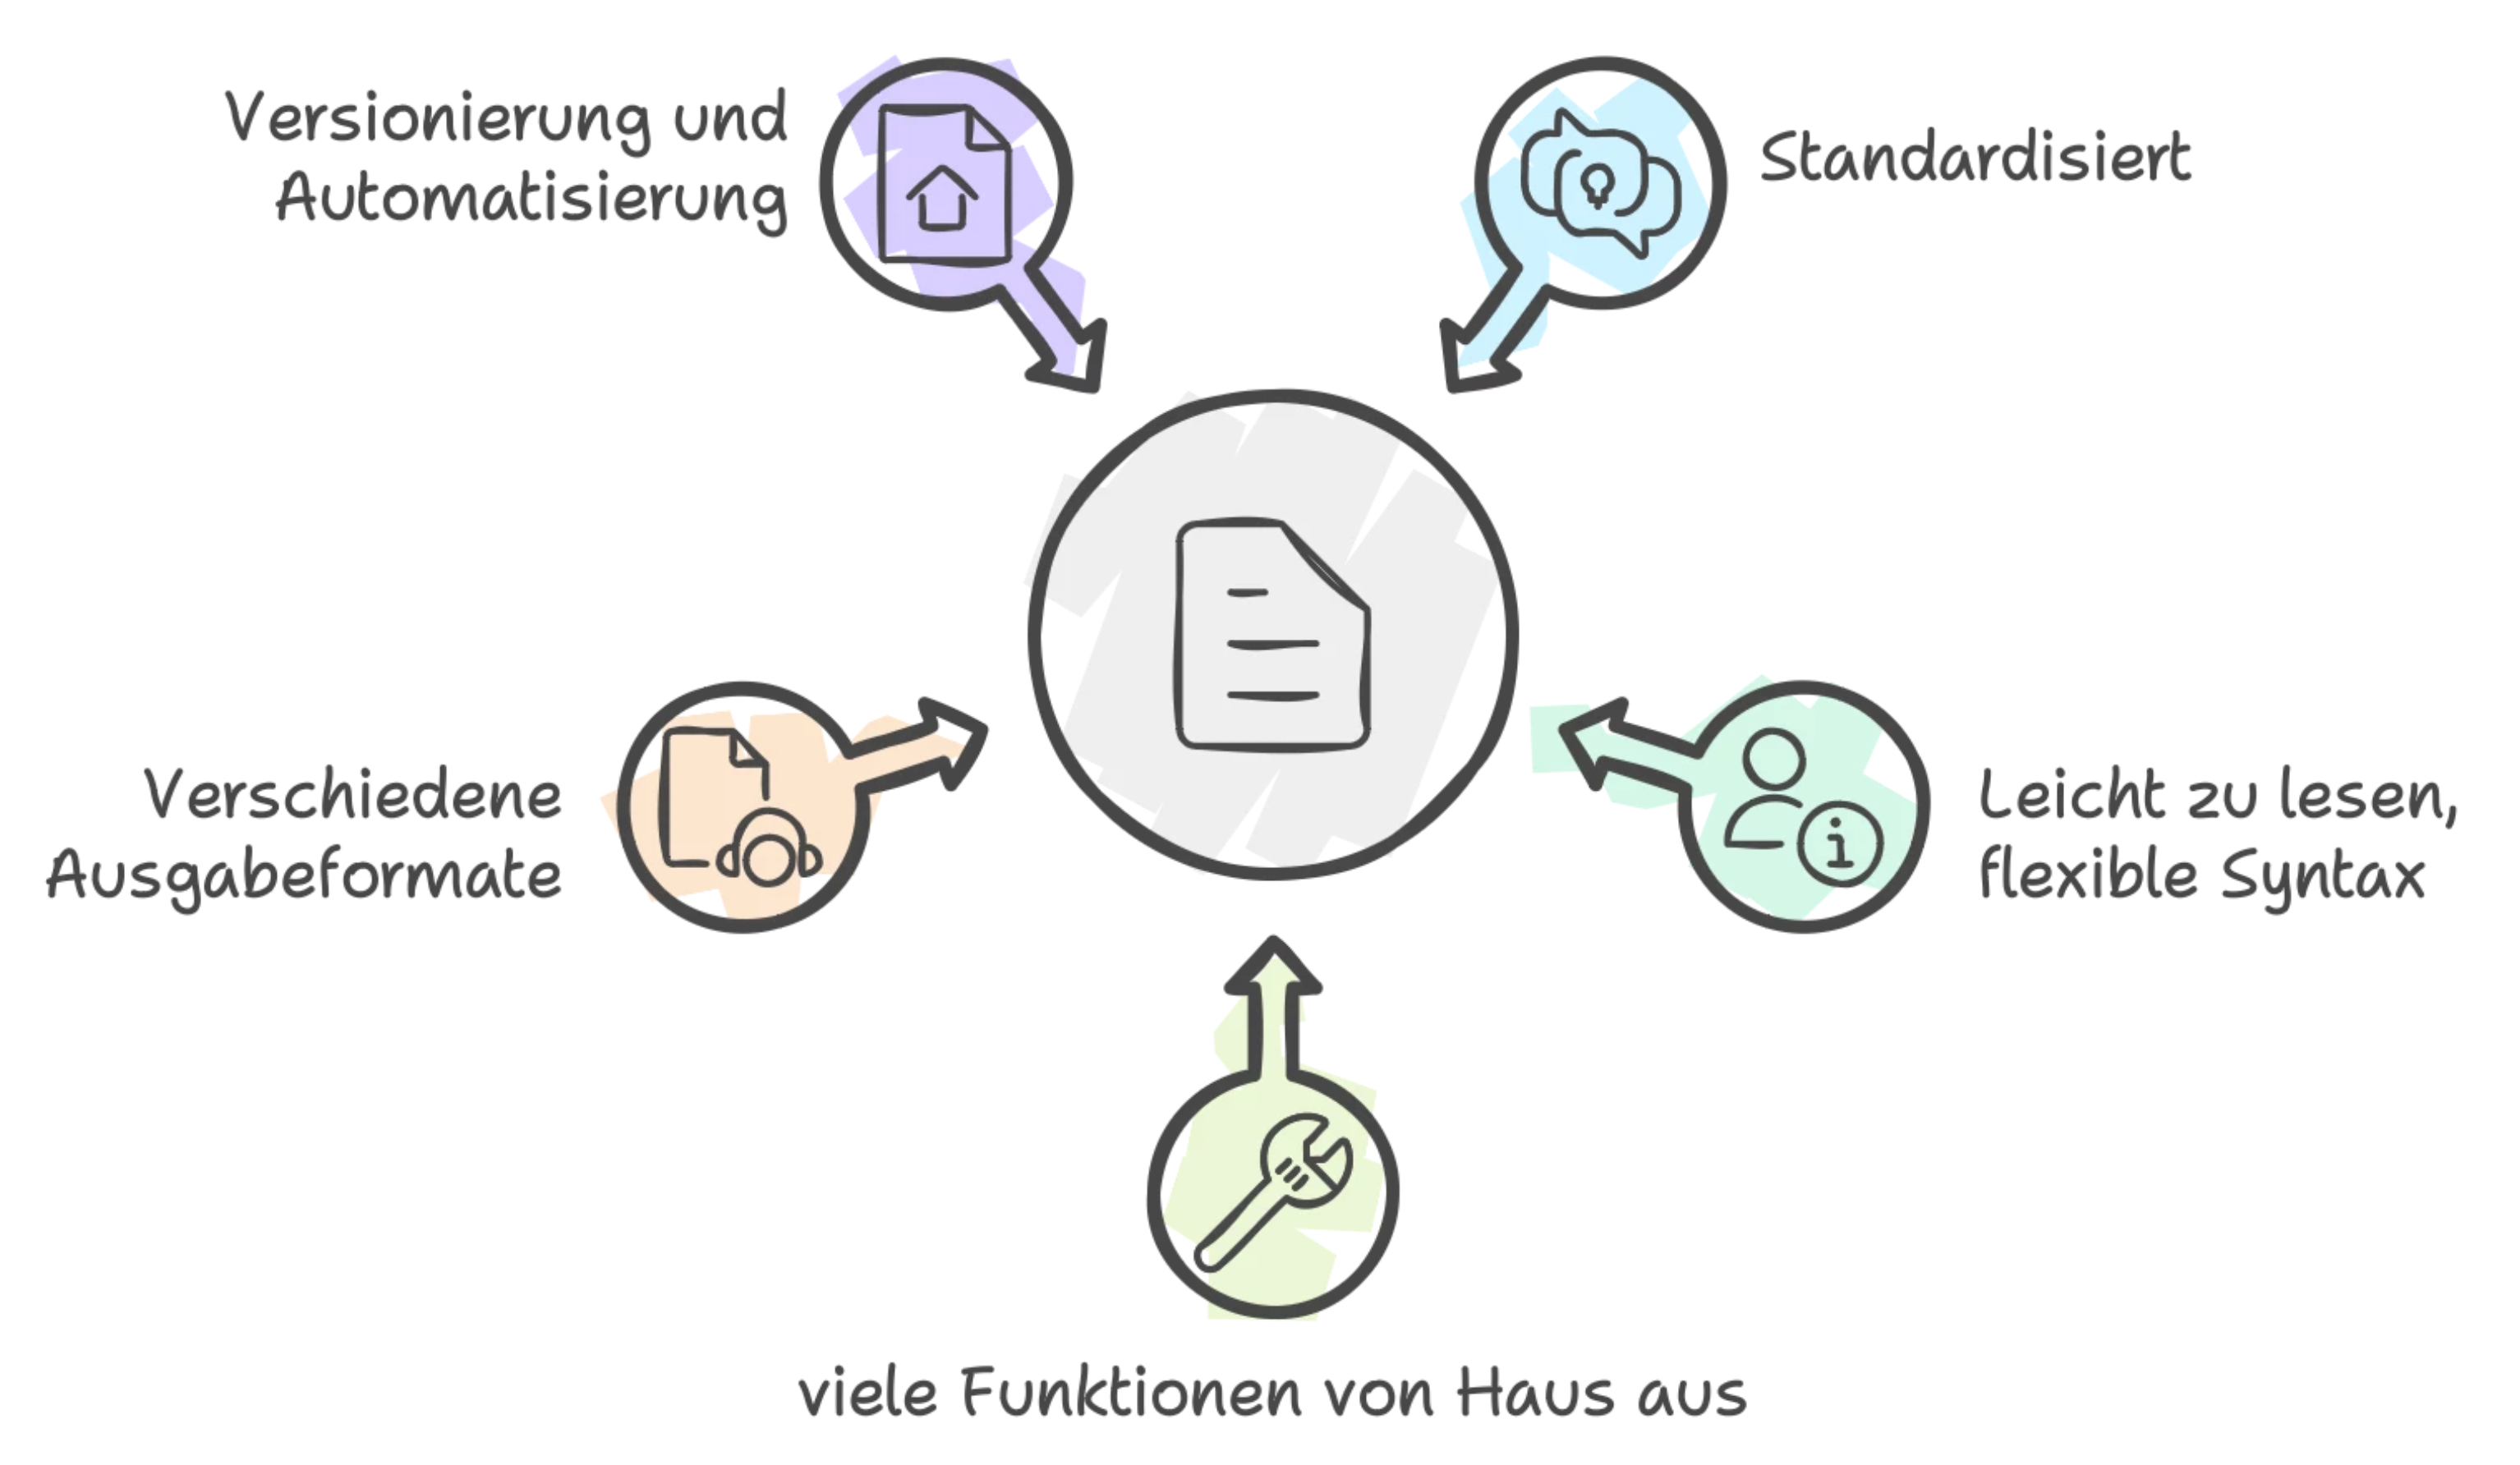 Versionierung und
Automatisierung
Standardisiert
Verschiedene
Ausgabeformate
Leicht zu lesen,
flexible Syntax
viele Funktionen von Haus aus